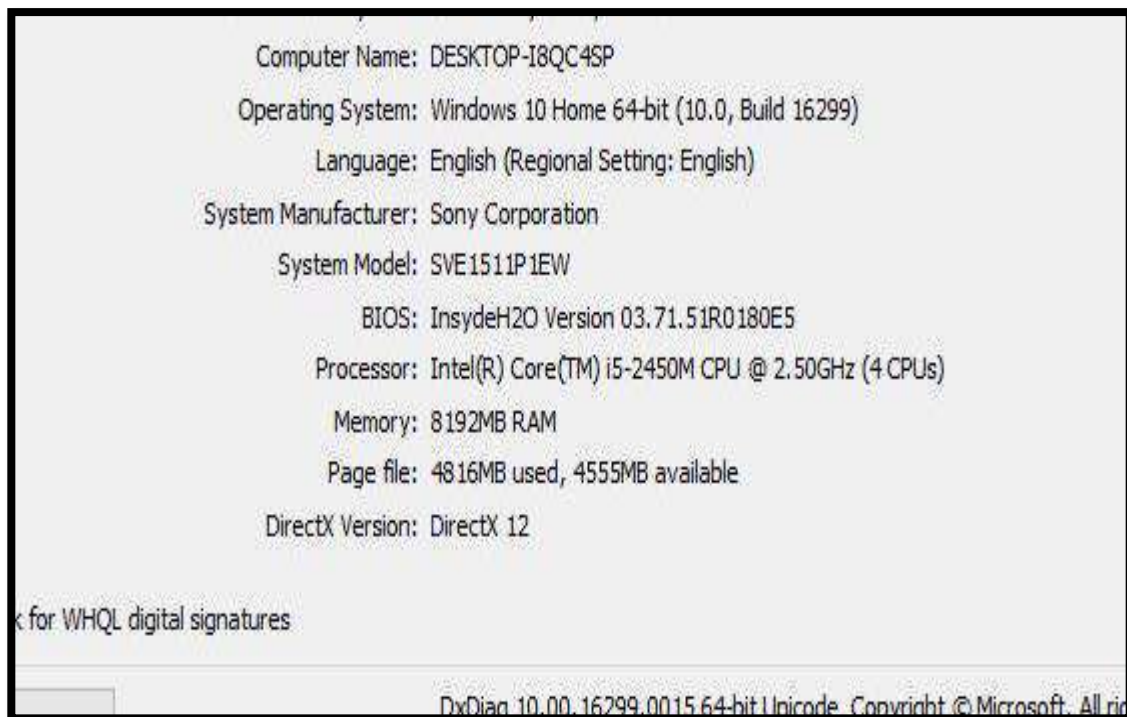 Computer Name: DESKTOP-I8QC4SP
Operating System: Windows 10 Home 64-bit (10.0, Build 16299)
Language: English (Regional Setting: English)
System Manufacturer: Sony Corporation
System Model: SVE1511P1EW
BIOS: InsydeH2O Version 03.71.51R0180E5
Processor: Intel(R) Core(TM) i5-2450M CPU @ 2.50GHz (4 CPUs)
Memory: 8192MB RAM
Page file: 4816MB used, 4555MB available
DirectX Version: DirectX 12
k for WHQL digital signatures
DxDiag 10.00.16299.0015 64-bit Unicode Copyright © Microsoft. All